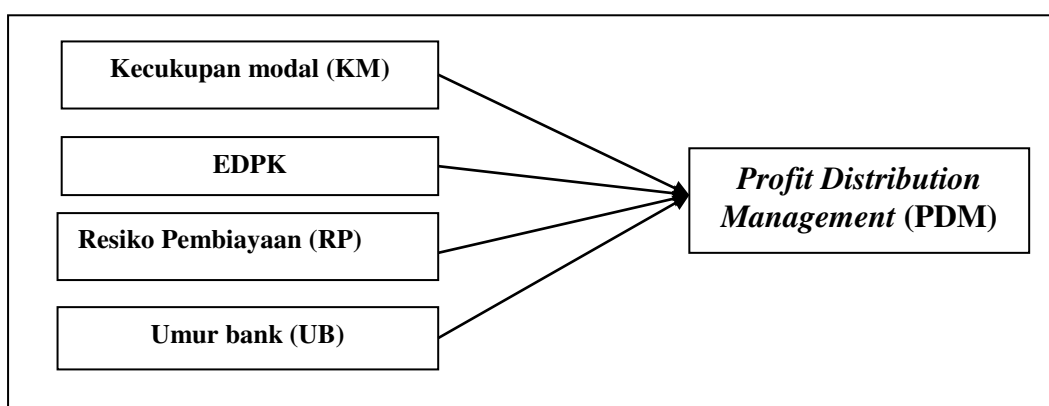 Kecukupan modal (KM)
EDPK
Resiko Pembiayaan (RP)
Umur bank (UB)
Profit Distribution
Management (PDM)